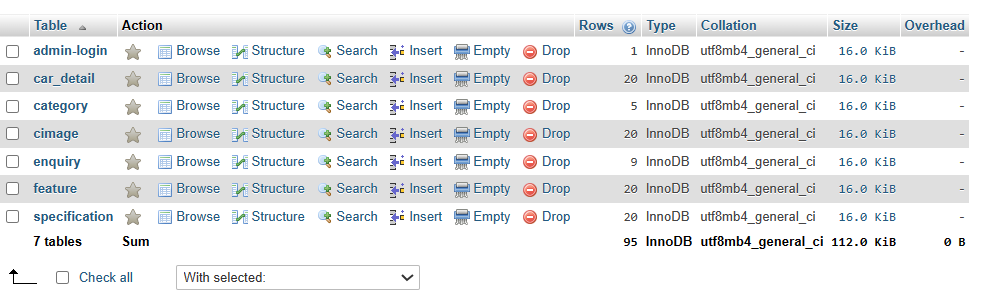 Table Action Rows Type Collation Size Overhead
admin-login Browse Structure Search Insert Empty Drop 1 InnoDB utf8mb4_general_ci 16.0 KiB -
car_detail Browse Structure Search Insert Empty Drop 20 InnoDB utf8mb4_general_ci 16.0 KiB -
category Browse Structure Search Insert Empty Drop 5 InnoDB utf8mb4_general_ci 16.0 KiB -
cimage Browse Structure Search Insert Empty Drop 20 InnoDB utf8mb4_general_ci 16.0 KiB -
enquiry Browse Structure Search Insert Empty Drop 9 InnoDB utf8mb4_general_ci 16.0 KiB -
feature Browse Structure Search Insert Empty Drop 20 InnoDB utf8mb4_general_ci 16.0 KiB -
specification Browse Structure Search Insert Empty Drop 20 InnoDB utf8mb4_general_ci 16.0 KiB -
7 tables Sum 95 InnoDB utf8mb4_general_ci 112.0 KiB 0 B
Check all With selected: